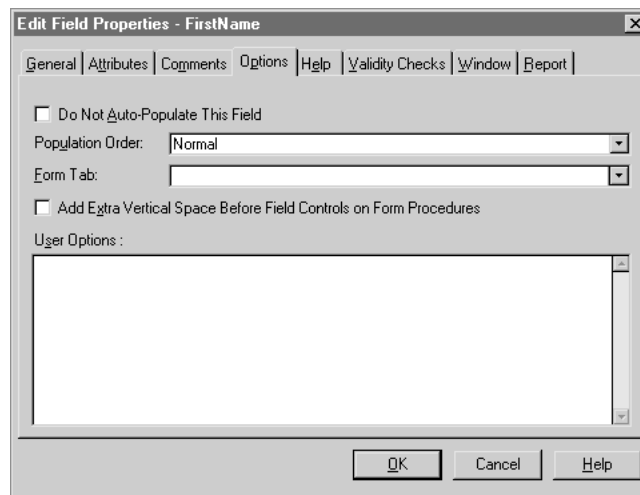 Edit Field Properties - FirstName
General Attributes Comments Options Help Validity Checks Window Report
Do Not Auto-Populate This Field
Population Order: Normal
Form Tab:
Add Extra Vertical Space Before Field Controls on Form Procedures
User Options :
OK Cancel Help